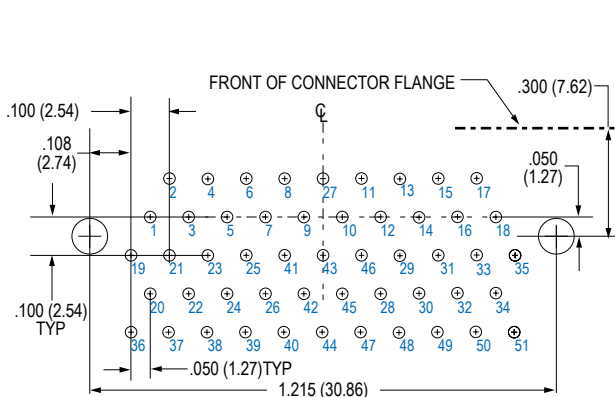 FRONT OF CONNECTOR FLANGE
.300 (7.62)
.100 (2.54)
℄
.108
(2.74)
.050
(1.27)
2 4 6 8 27 11 13 15 17
1 3 5 7 9 10 12 14 16 18
19 21 23 25 41 43 46 29 31 33 35
.100 (2.54)
TYP
20 22 24 26 42 45 28 30 32 34
36 37 38 39 40 44 47 48 49 50 51
.050 (1.27)TYP
1.215 (30.86)